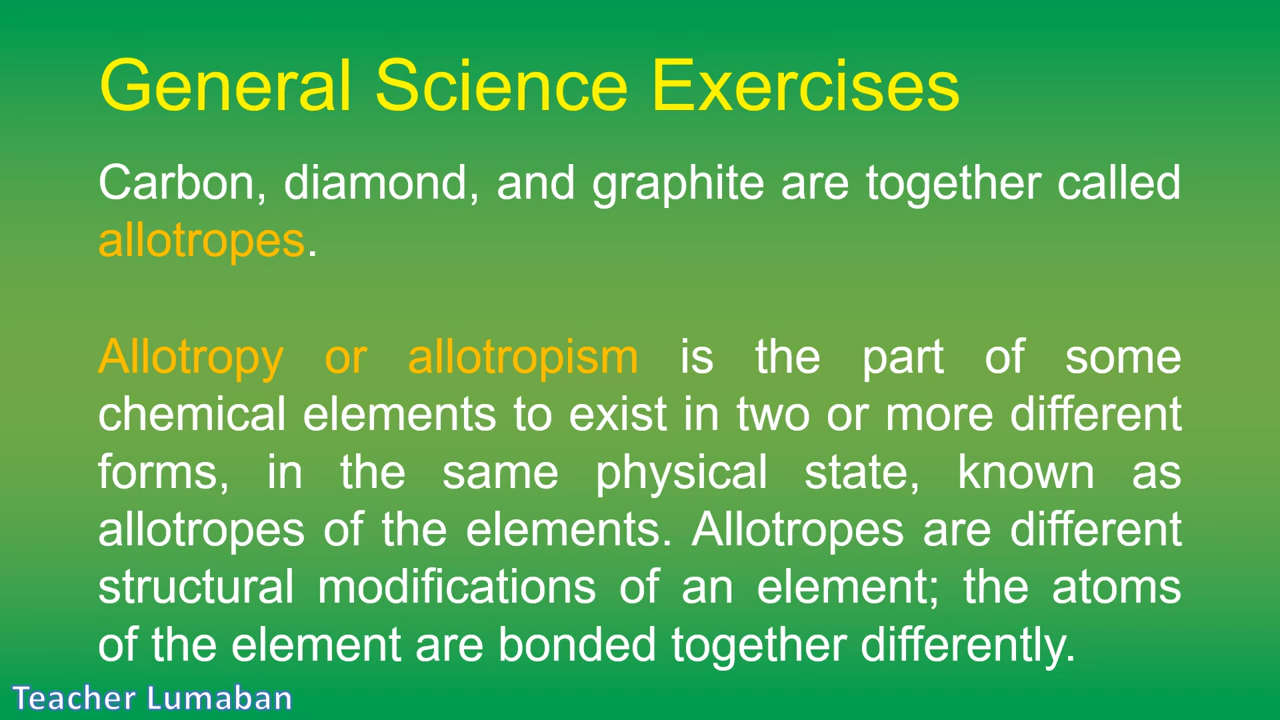 General Science Exercises
Carbon, diamond, and graphite are together called
allotropes.
Allotropy or allotropism is the part of some
chemical elements to exist in two or more different
forms, in the same physical state, known as
allotropes of the elements. Allotropes are different
structural modifications of an element; the atoms
of the element are bonded together differently.
Teacher Lumaban